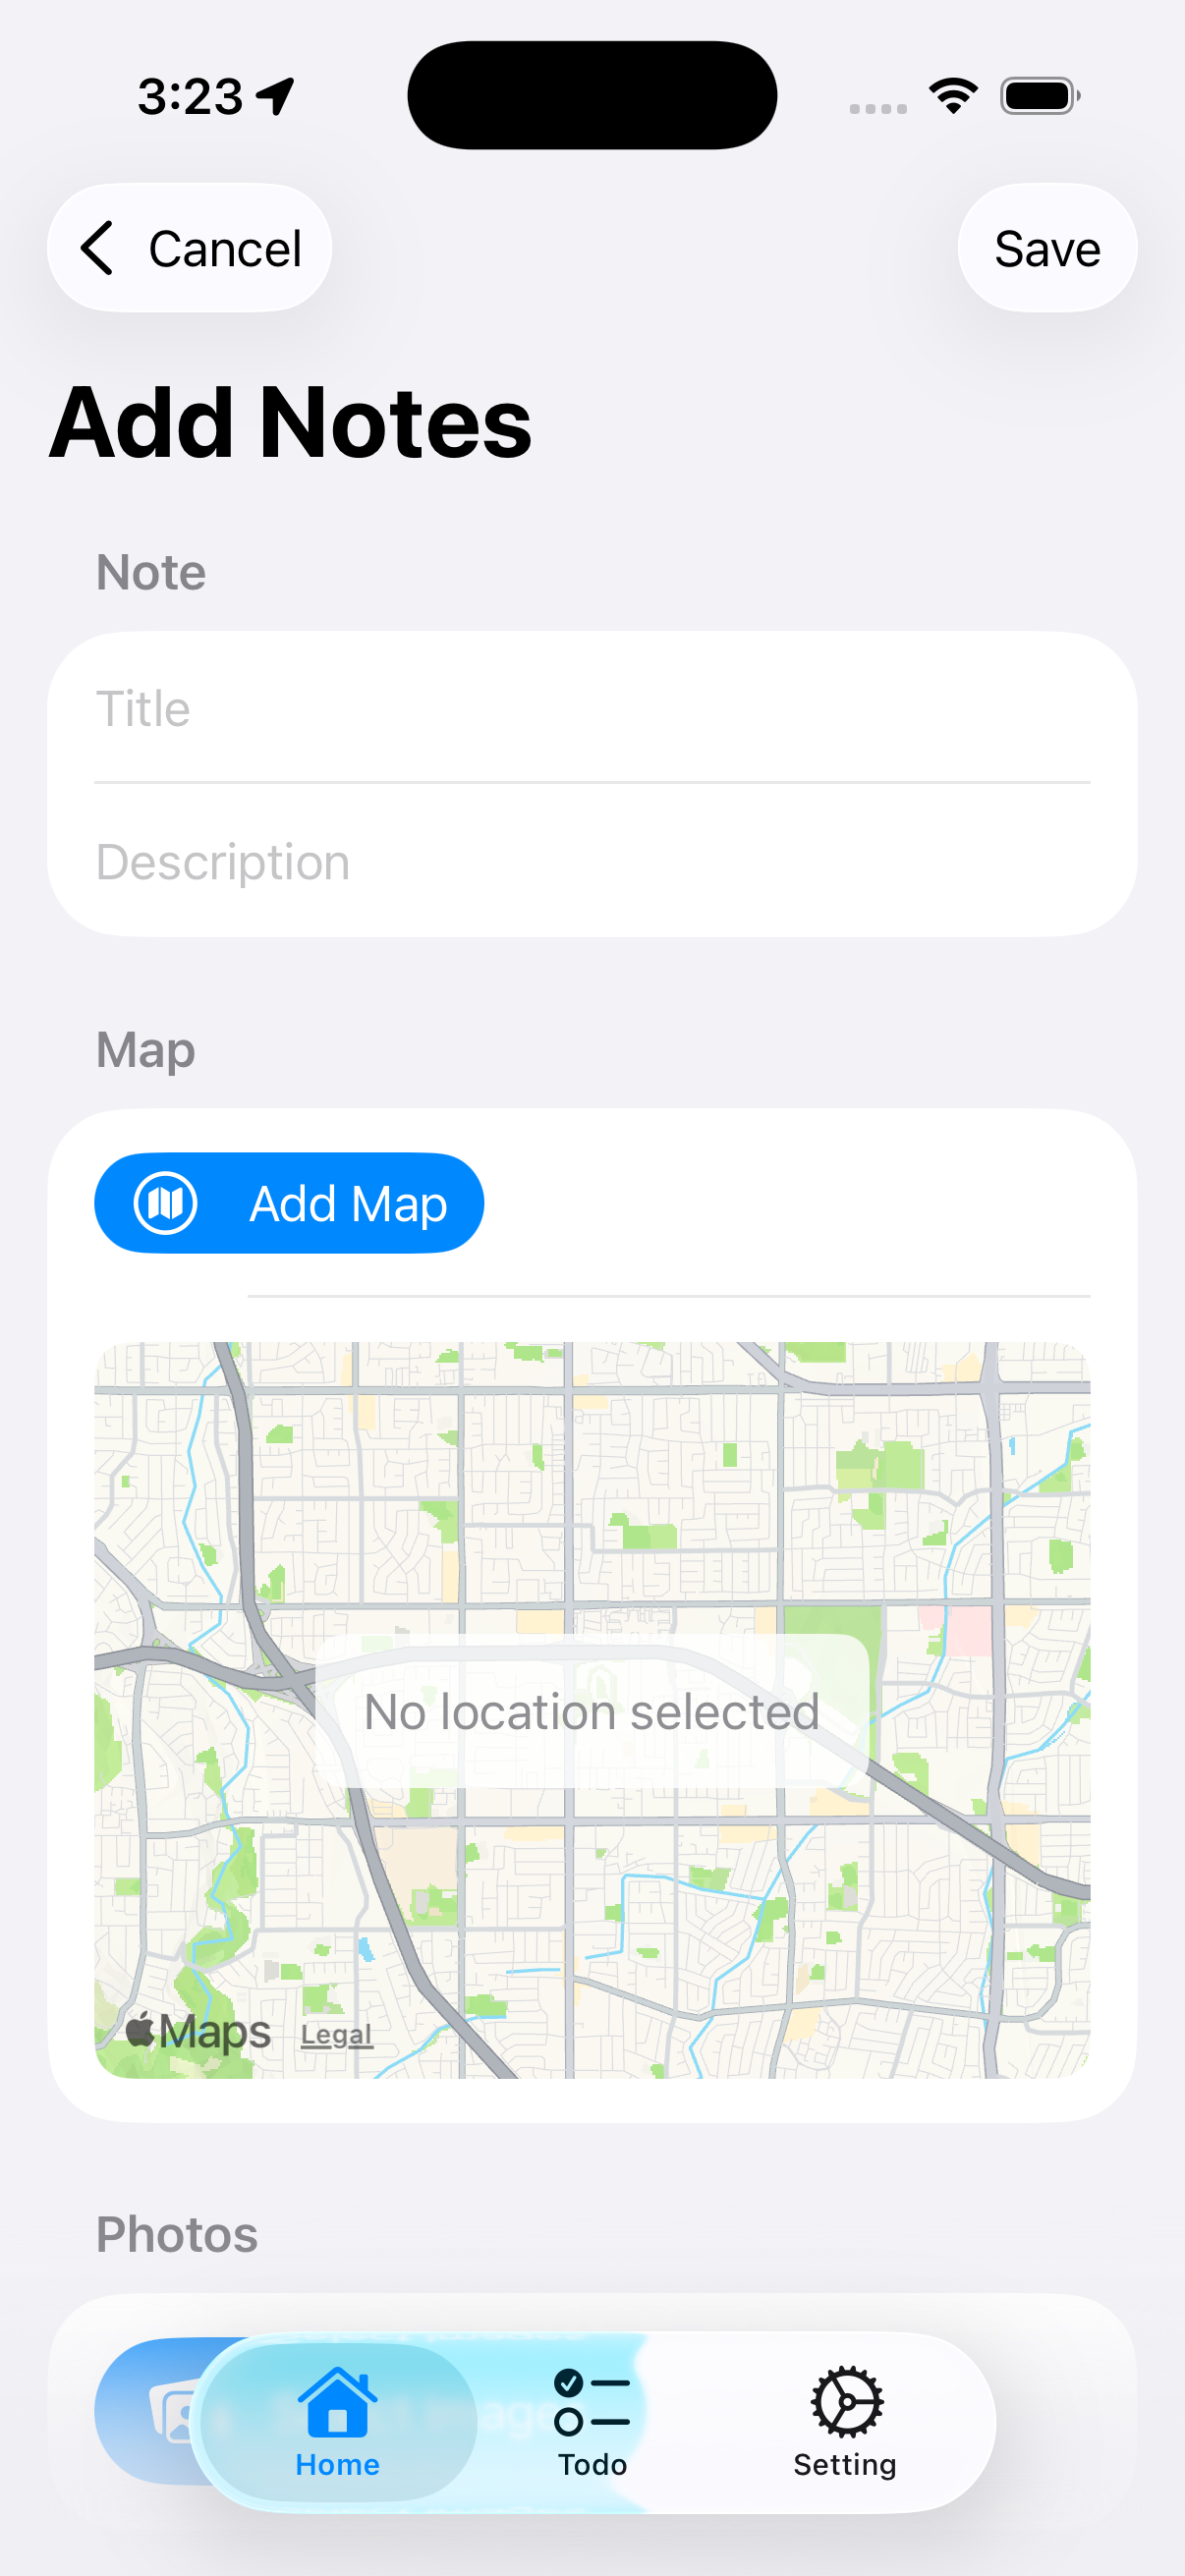 3:23
Cancel
Save
Add Notes
Note
Title
Description
Map
Add Map
No location selected
Maps Legal
Photos
Home
Todo
Setting